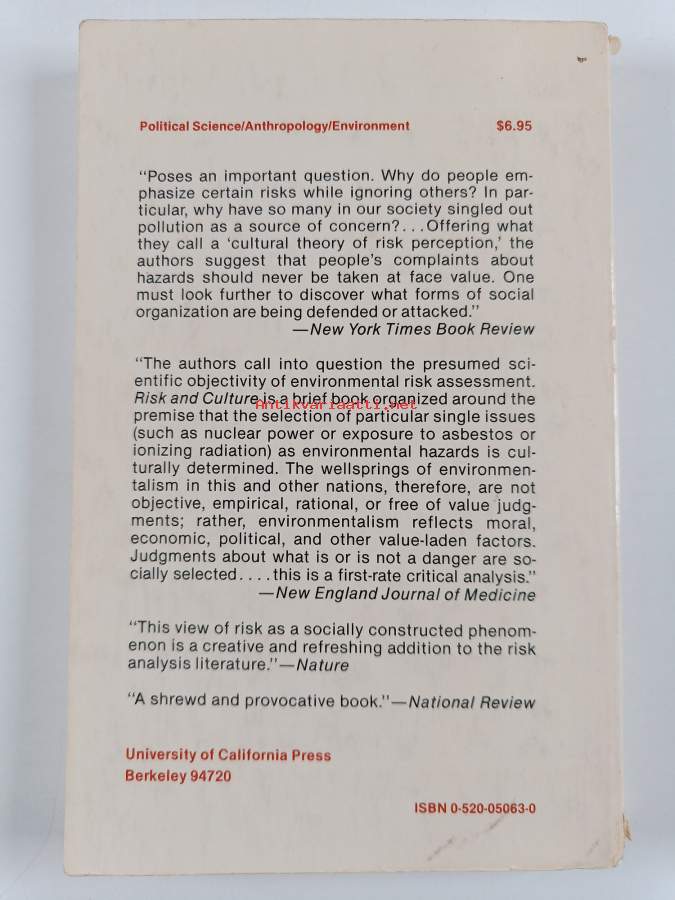 Political Science/Anthropology/Environment $6.95
“Poses an important question. Why do people em-
phasize certain risks while ignoring others? In par-
ticular, why have so many in our society singled out
pollution as a source of concern?...Offering what
they call a ‘cultural theory of risk perception,’ the
authors suggest that people’s complaints about
hazards should never be taken at face value. One
must look further to discover what forms of social
organization are being defended or attacked.”
—New York Times Book Review
“The authors call into question the presumed sci-
entific objectivity of environmental risk assessment.
Risk and Culture is a brief book organized around the
Antikvariaatti.net
premise that the selection of particular single issues
(such as nuclear power or exposure to asbestos or
ionizing radiation) as environmental hazards is cul-
turally determined. The wellsprings of environmen-
talism in this and other nations, therefore, are not
objective, empirical, rational, or free of value judg-
ments; rather, environmentalism reflects moral,
economic, political, and other value-laden factors.
Judgments about what is or is not a danger are so-
cially selected....this is a first-rate critical analysis.”
—New England Journal of Medicine
“This view of risk as a socially constructed phenom-
enon is a creative and refreshing addition to the risk
analysis literature.”—Nature
“A shrewd and provocative book.”—National Review
University of California Press
Berkeley 94720
ISBN 0-520-05063-0